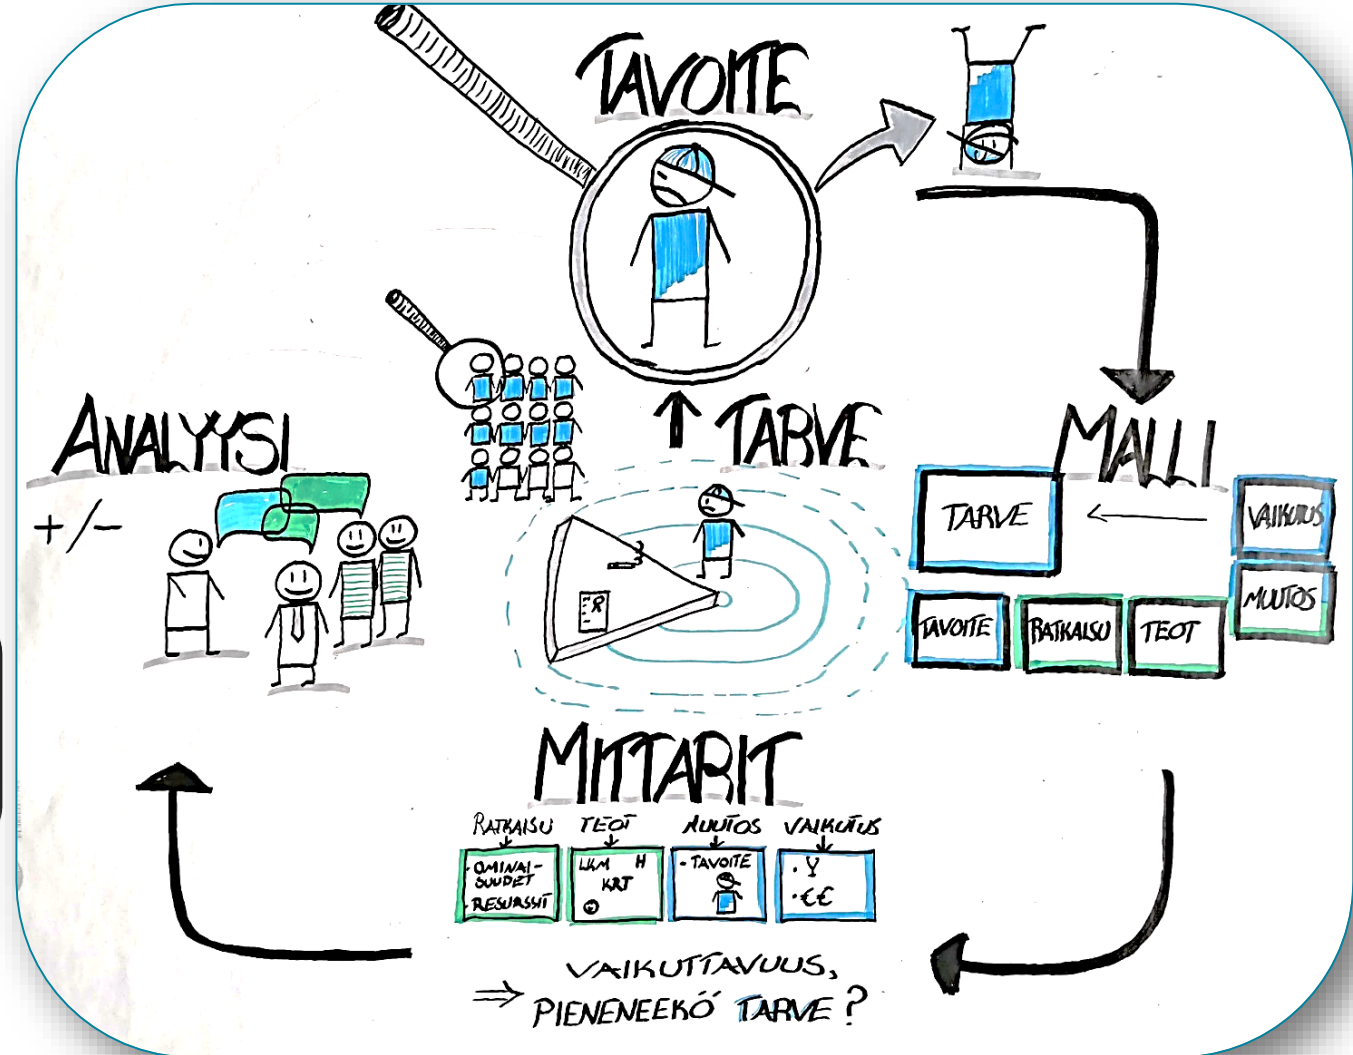 TAVOITE
TARVE
ANALYYSI
+/-
MALLI
TARVE
VAIKUTUS
MUUTOS
TAVOITE
RATKAISU
TEOT
R
MITTARIT
RATKAISU
TEOT
MUUTOS
VAIKUTUS
· OMINAI-
SUUDET
· RESURSSIT
LKM H
KRT
- TAVOITE
· Y
· €€
⇒ VAIKUTTAVUUS,
PIENENEEKÖ TARVE?